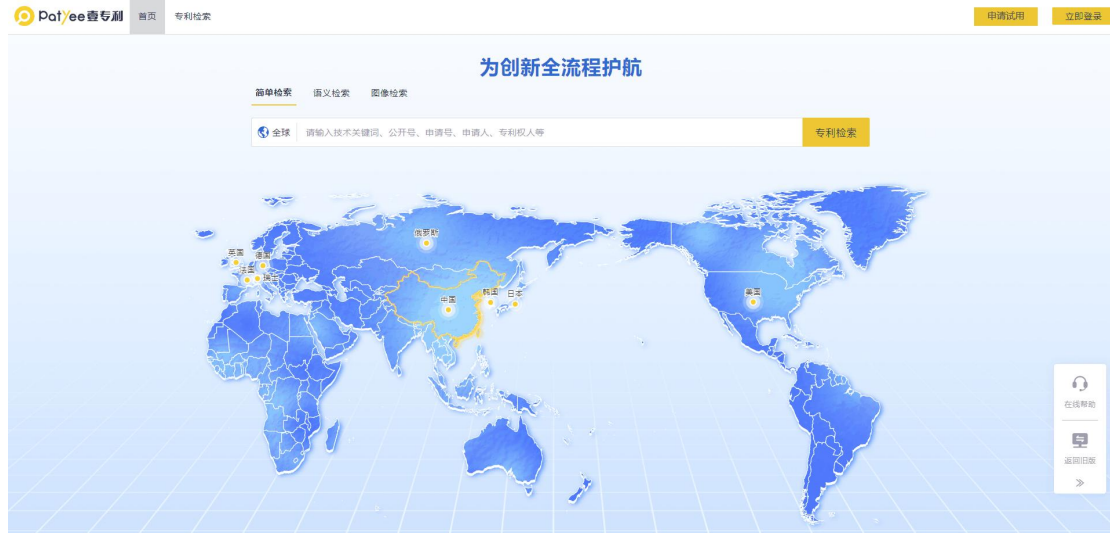 Patyee壹专利 首页 专利检索 申请试用 立即登录
为创新全流程护航
简单检索 语义检索 图像检索
全球 请输入技术关键词、公开号、申请号、申请人、专利权人等 专利检索
俄罗斯
英国 德国
法国 瑞士
中国 韩国 日本
美国
在线帮助
返回旧版